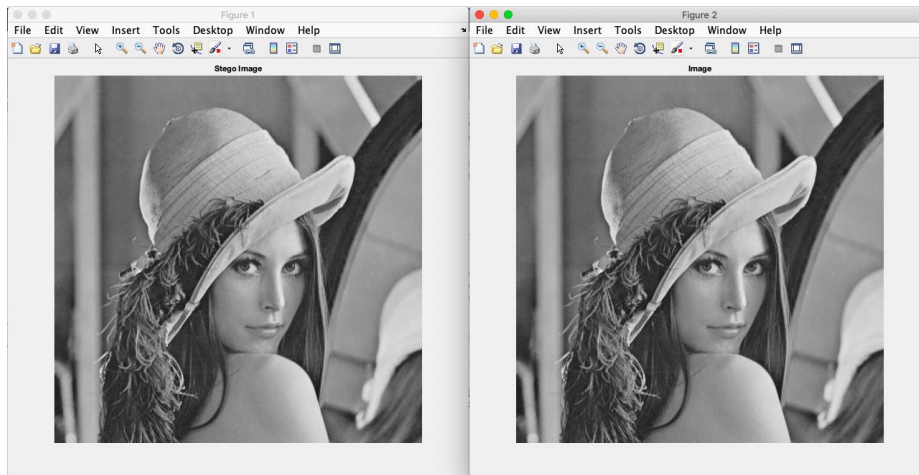 Figure 1
File Edit View Insert Tools Desktop Window Help
Stego Image
Figure 2
File Edit View Insert Tools Desktop Window Help
Image